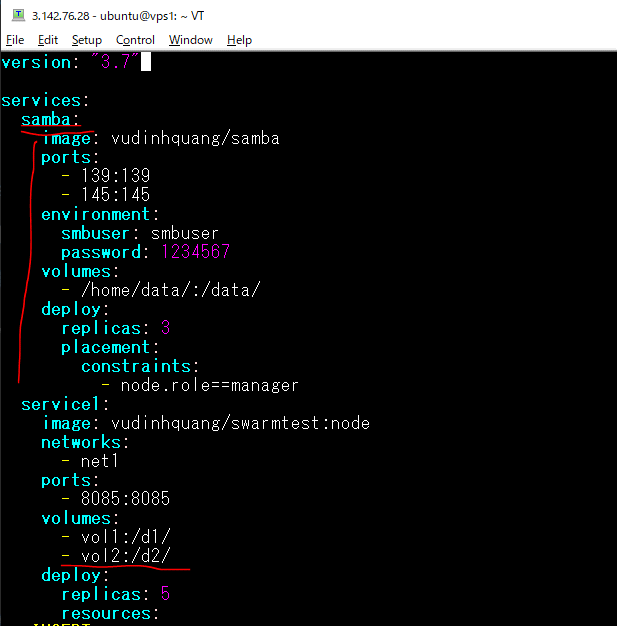 3.142.76.28 - ubuntu@vps1: ~ VT
File Edit Setup Control Window Help
version: "3.7"
services:
samba:
image: vudinhquang/samba
ports:
- 139:139
- 145:145
environment:
smbuser: smbuser
password: 1234567
volumes:
- /home/data/:/data/
deploy:
replicas: 3
placement:
constraints:
- node.role==manager
service1:
image: vudinhquang/swarmtest:node
networks:
- net1
ports:
- 8085:8085
volumes:
- vol1:/d1/
- vol2:/d2/
deploy:
replicas: 5
resources: